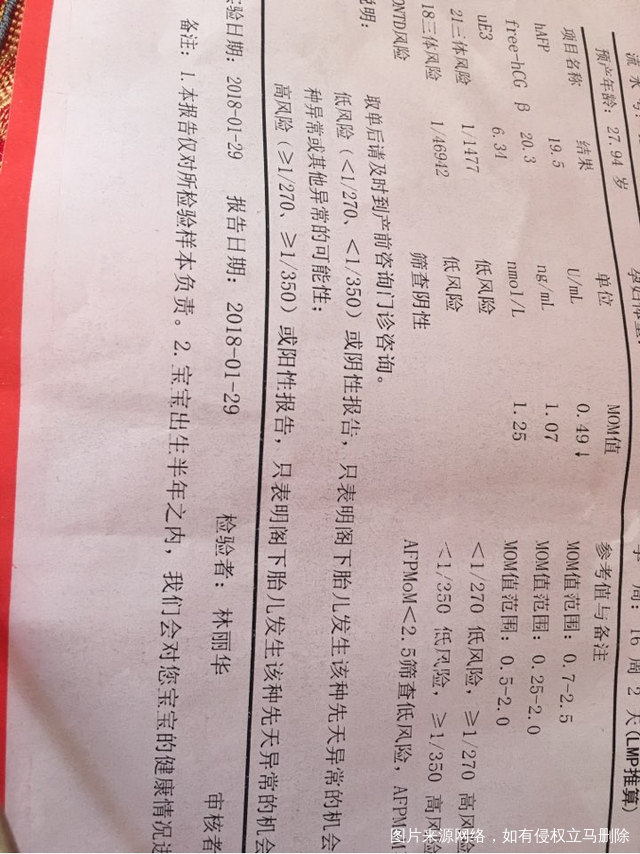 流水
预产年龄: 27.94 岁
孕周: 16 周 2 天(LMP推算)
项目名称 结果 单位 MOM值 参考值与备注
hAFP 19.5 U/mL 0.49↓ MOM值范围: 0.7-2.5
free-hCG β 20.3 ng/mL 1.07 MOM值范围: 0.25-2.0
uE3 6.34 nmol/L 1.25 MOM值范围: 0.5-2.0
21三体风险 1/1477 低风险 <1/270 低风险, ≥1/270 高风险
18三体风险 1/46942 低风险 <1/350 低风险, ≥1/350 高风险
ONTD风险 筛查阴性 AFPMoM<2.5筛查低风险, AFPM
说明:
取单后请及时到产前咨询门诊咨询。
低风险(<1/270、<1/350)或阴性报告, 只表明阁下胎儿发生该种先天异常的机会
种异常或其他异常的可能性;
高风险(≥1/270、≥1/350)或阳性报告, 只表明阁下胎儿发生该种先天异常的机会
实验日期: 2018-01-29 报告日期: 2018-01-29 检验者: 林丽华 审核者
备注: 1.本报告仅对所检验样本负责。2.宝宝出生半年之内, 我们会对您宝宝的健康情况进
图片来源网络，如有侵权立马删除